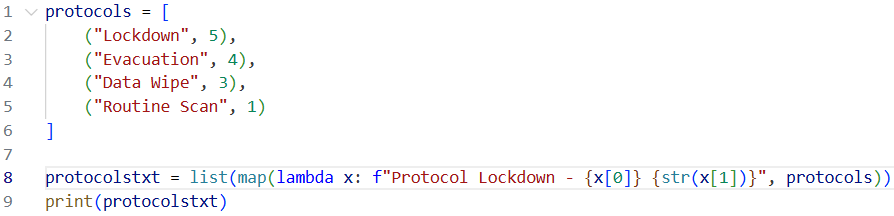 1 protocols = [
2     ("Lockdown", 5),
3     ("Evacuation", 4),
4     ("Data Wipe", 3),
5     ("Routine Scan", 1)
6 ]
7
8 protocolstxt = list(map(lambda x: f"Protocol Lockdown - {x[0]} {str(x[1])}", protocols))
9 print(protocolstxt)